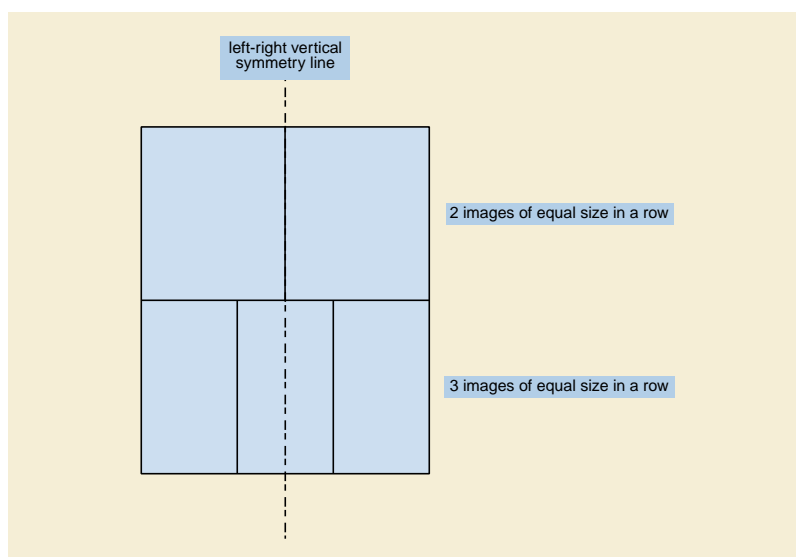 left-right vertical
symmetry line
2 images of equal size in a row
3 images of equal size in a row